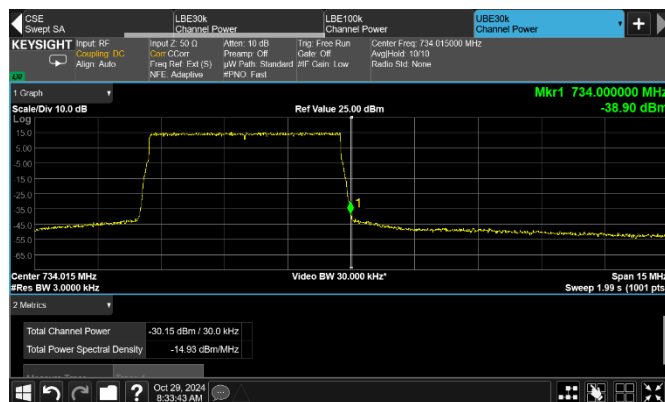 CSE
Swept SA
LBE30k
Channel Power
LBE100k
Channel Power
UBE30k
Channel Power
KEYSIGHT
Input: RF
Coupling: DC
Align: Auto
Input Z: 50 Ω
Corr CCorr
Freq Ref: Ext (S)
NFE: Adaptive
Atten: 10 dB
Preamp: Off
µW Path: Standard
#PNO: Fast
Trig: Free Run
Gate: Off
#IF Gain: Low
Center Freq: 734.015000 MHz
Avg|Hold: 10/10
Radio Std: None
1 Graph
Mkr1 734.000000 MHz
-38.90 dBm
Scale/Div 10.0 dB
Ref Value 25.00 dBm
Log
15.0
5.00
-5.00
-15.0
-25.0
-35.0
-45.0
-55.0
-65.0
1
Center 734.015 MHz
#Res BW 3.0000 kHz
Video BW 30.000 kHz*
Span 15 MHz
Sweep 1.99 s (1001 pts)
2 Metrics
Total Channel Power
-30.15 dBm / 30.0 kHz
Total Power Spectral Density
-14.93 dBm/MHz
Oct 29, 2024
8:33:43 AM